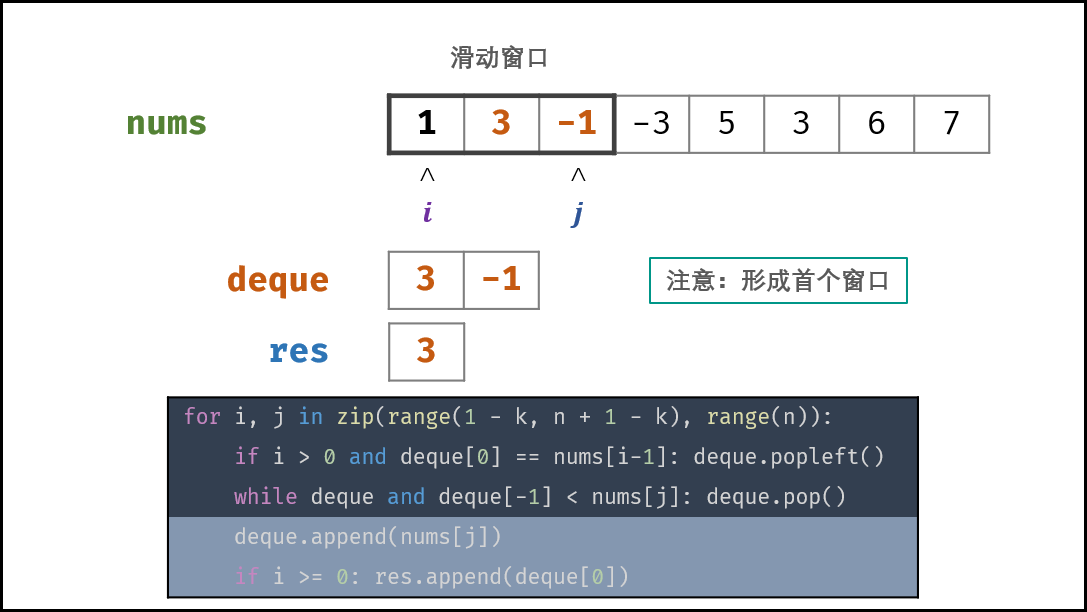 滑动窗口
nums 1 3 -1 -3 5 3 6 7
^ ^
i j
deque 3 -1 注意：形成首个窗口
res 3
for i, j in zip(range(1 - k, n + 1 - k), range(n)):
    if i > 0 and deque[0] == nums[i-1]: deque.popleft()
    while deque and deque[-1] < nums[j]: deque.pop()
    deque.append(nums[j])
    if i >= 0: res.append(deque[0])